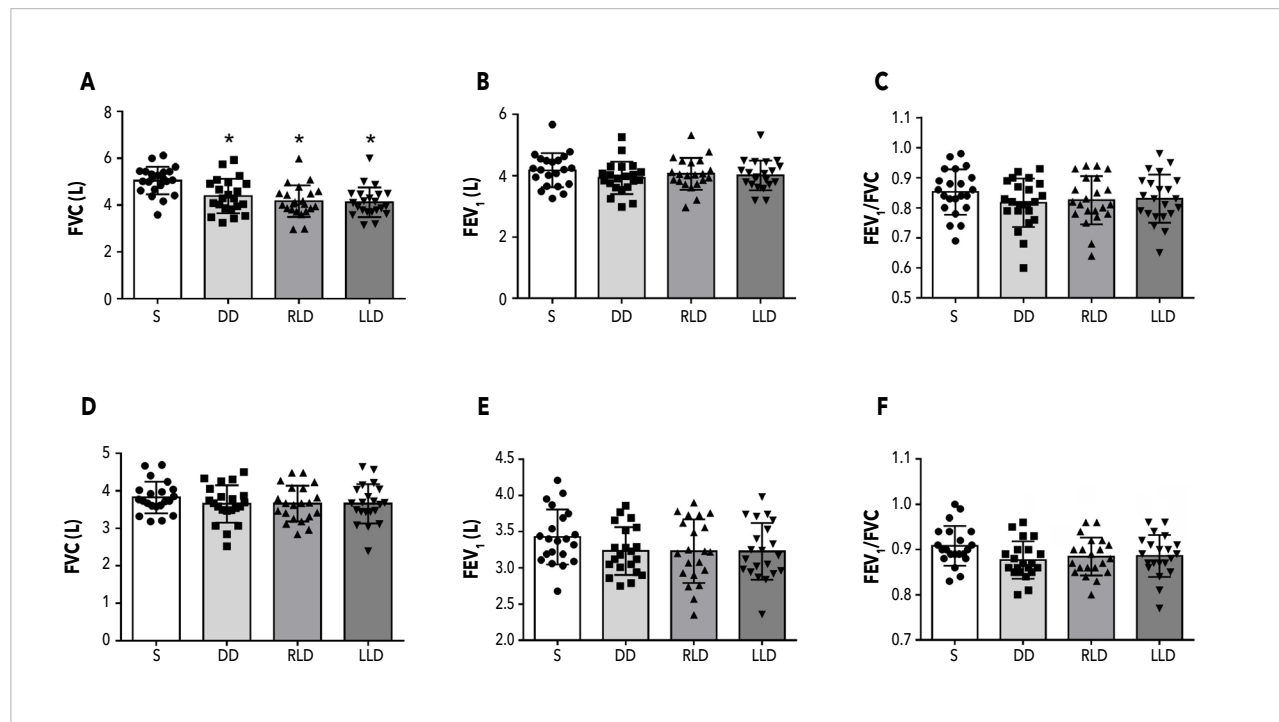 A
FVC (L)
8
6
4
2
0
* * *
S DD RLD LLD
B
FEV1 (L)
6
4
2
0
S DD RLD LLD
C
FEV1/FVC
1.1
1.0
0.9
0.8
0.7
0.6
0.5
S DD RLD LLD
D
FVC (L)
5
4
3
2
1
0
S DD RLD LLD
E
FEV1 (L)
4.5
4.0
3.5
3.0
2.5
2.0
S DD RLD LLD
F
FEV1/FVC
1.1
1.0
0.9
0.8
0.7
S DD RLD LLD